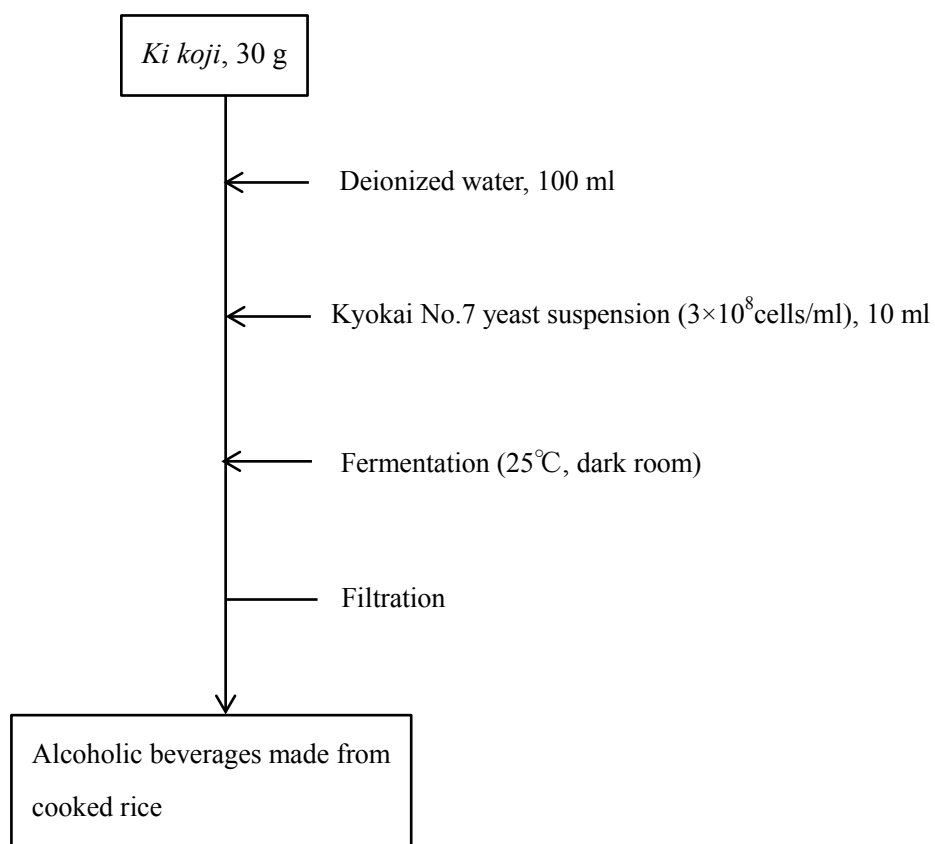 Ki koji, 30 g
Deionized water, 100 ml
Kyokai No.7 yeast suspension (3×10⁸cells/ml), 10 ml
Fermentation (25℃, dark room)
Filtration
Alcoholic beverages made from
cooked rice